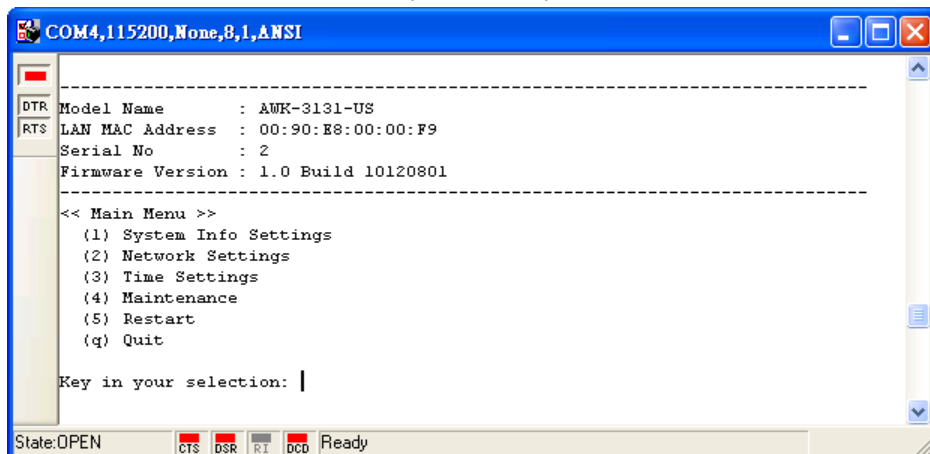 COM4,115200,None,8,1,ANSI
--------------------------------------------------------------------------------
DTR
RTS
Model Name       : AWK-3131-US
LAN MAC Address  : 00:90:E8:00:00:F9
Serial No        : 2
Firmware Version : 1.0 Build 10120801
--------------------------------------------------------------------------------
<< Main Menu >>
(1) System Info Settings
(2) Network Settings
(3) Time Settings
(4) Maintenance
(5) Restart
(q) Quit
Key in your selection:
State:OPEN CTS DSR RI DCD Ready